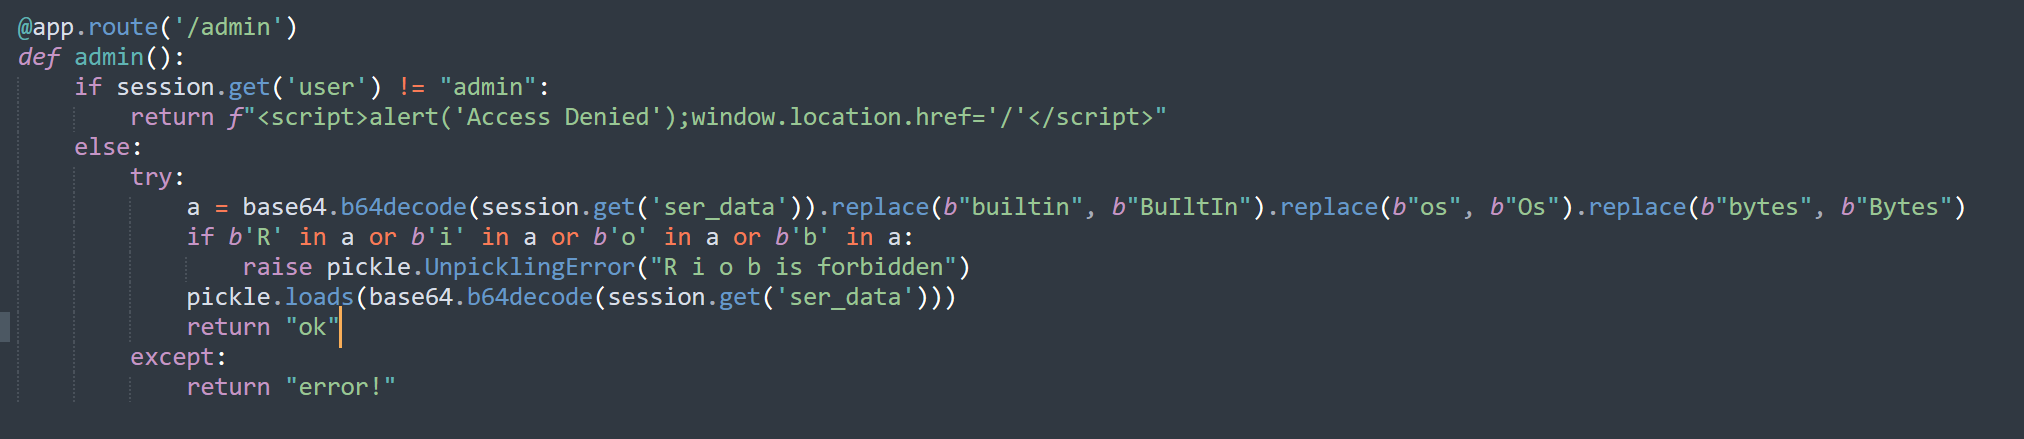 @app.route('/admin')
def admin():
    if session.get('user') != "admin":
        return f"<script>alert('Access Denied');window.location.href='/'</script>"
    else:
        try:
            a = base64.b64decode(session.get('ser_data')).replace(b"builtin", b"BuIltIn").replace(b"os", b"Os").replace(b"bytes", b"Bytes")
            if b'R' in a or b'i' in a or b'o' in a or b'b' in a:
                raise pickle.UnpicklingError("R i o b is forbidden")
            pickle.loads(base64.b64decode(session.get('ser_data')))
            return "ok"
        except:
            return "error!"